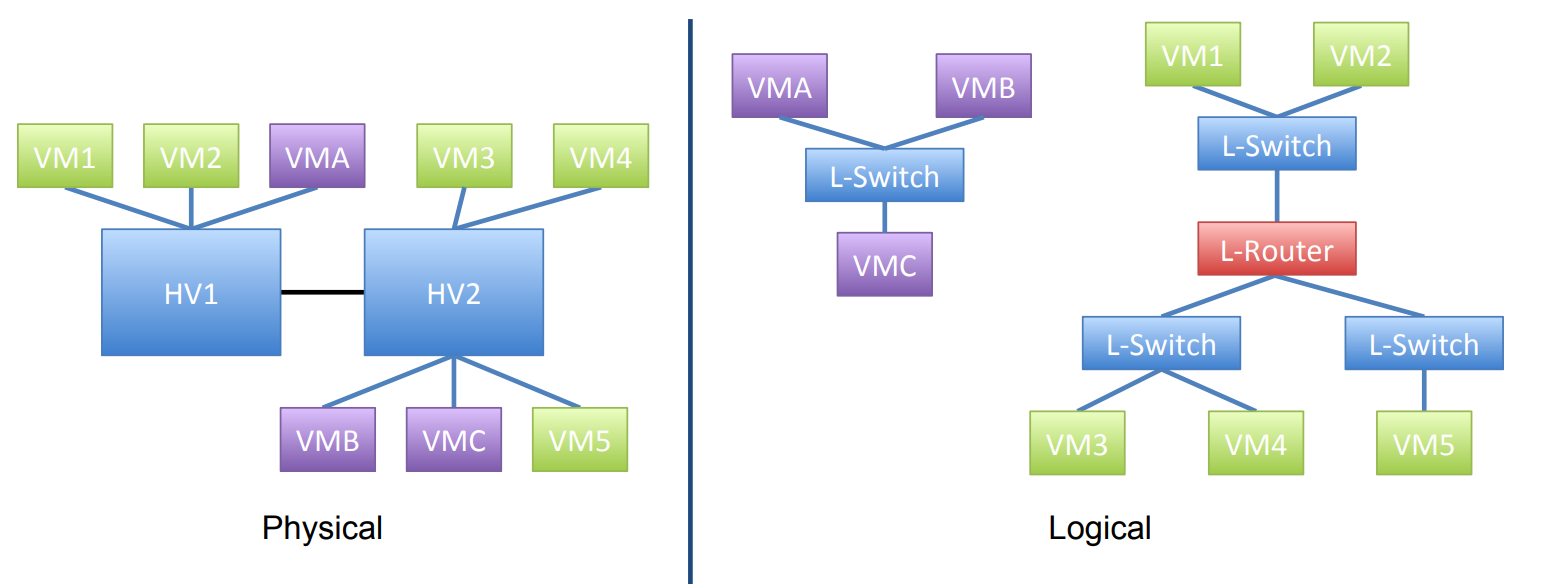 VM1
VM2
VMA
VM3
VM4
HV1
HV2
VMB
VMC
VM5
Physical
VMA
VMB
L-Switch
VMC
VM1
VM2
L-Switch
L-Router
L-Switch
L-Switch
VM3
VM4
VM5
Logical